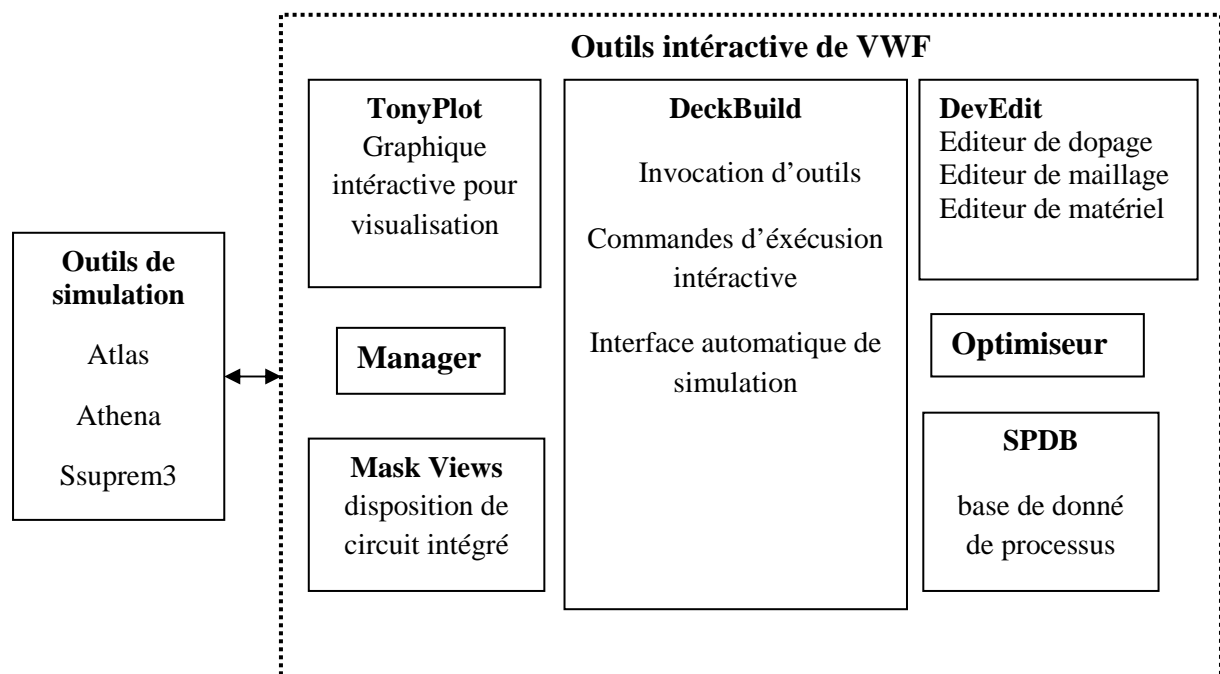 Outils intéractive de VWF
TonyPlot
Graphique
intéractive pour
visualisation
DeckBuild
Invocation d'outils
Commandes d'éxécusion
intéractive
Interface automatique de
simulation
DevEdit
Editeur de dopage
Editeur de maillage
Editeur de matériel
Outils de
simulation
Atlas
Athena
Ssuprem3
Manager
Optimiseur
Mask Views
disposition de
circuit intégré
SPDB
base de donné
de processus